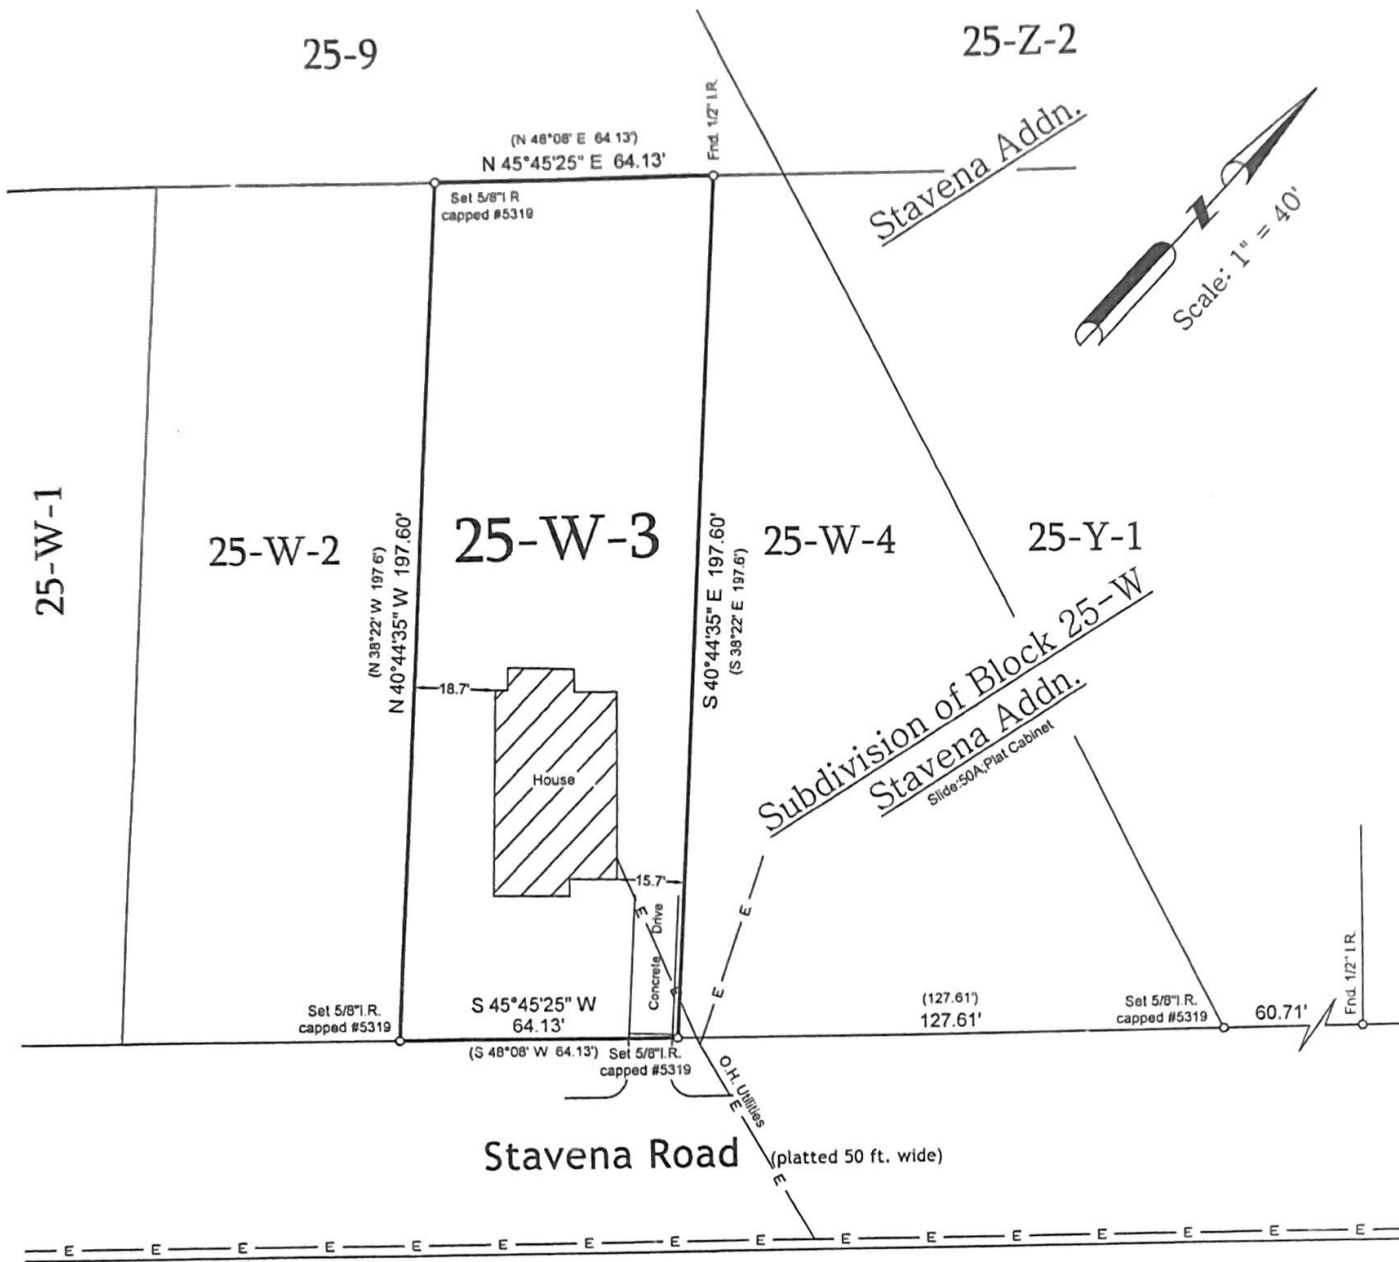 25-9
25-Z-2
(N 48°08' E 64.13')
N 45°45'25" E 64.13'
Fnd. 1/2" I.R.
Set 5/8"I.R
capped #5319
Stavena Addn.
N
Scale: 1" = 40'
25-W-1
25-W-2
(N 38°22' W 197.6')
N 40°44'35" W 197.60'
25-W-3
S 40°44'35" E 197.60'
(S 38°22' E 197.6')
25-W-4
25-Y-1
Subdivision of Block 25-W
Stavena Addn.
Slide:50A,Plat Cabinet
18.7'
House
15.7'
E
E
Concrete Drive
E
E
Set 5/8"I.R.
capped #5319
S 45°45'25" W
64.13'
(S 48°08' W 64.13')
Set 5/8"I.R.
capped #5319
(127.61')
127.61'
Set 5/8"I.R.
capped #5319
60.71'
Fnd. 1/2" I.R.
O.H. Utilities
E
Stavena Road (platted 50 ft. wide)
E
E E E E E E E E E E E E E E E E